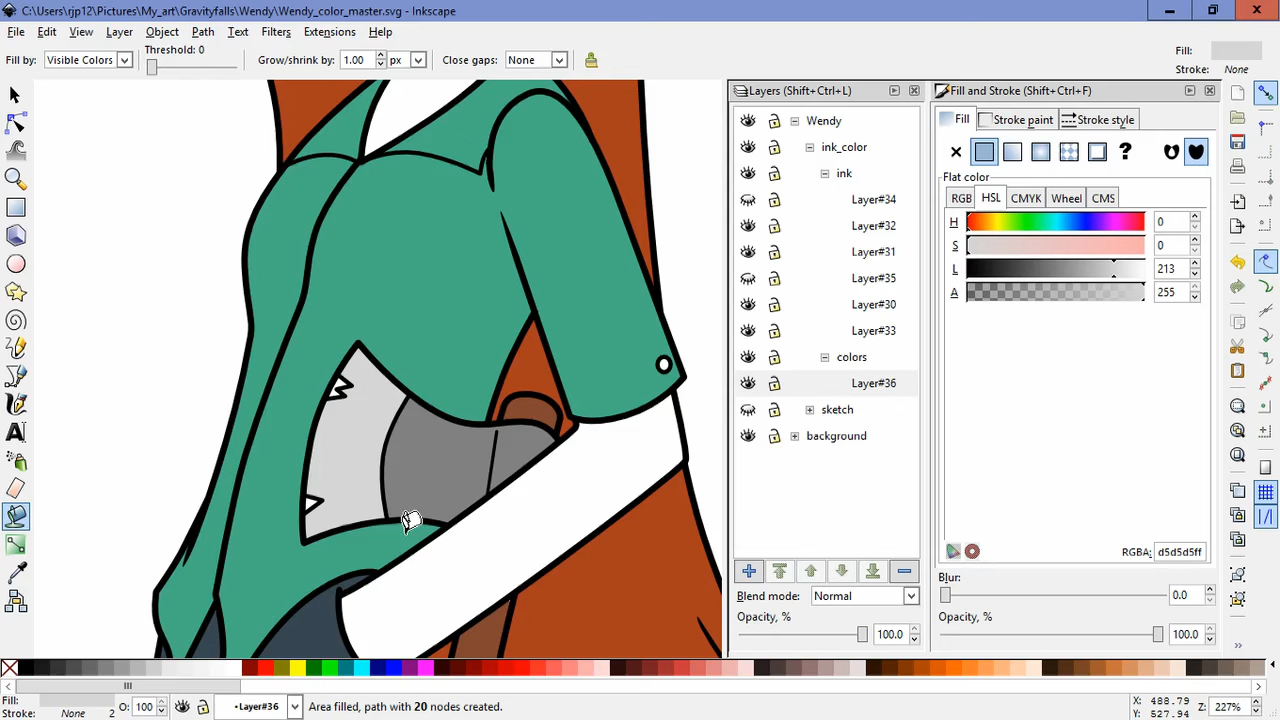 C:\Users\rjp12\Pictures\My_art\Gravityfalls\Wendy\Wendy_color_master.svg - Inkscape
File Edit View Layer Object Path Text Filters Extensions Help
Fill by: Visible Colors Threshold: 0 Grow/shrink by: 1.00 px Close gaps: None
Fill:
Stroke: None
Layers (Shift+Ctrl+L)
Wendy
ink_color
ink
Layer#34
Layer#32
Layer#31
Layer#35
Layer#30
Layer#33
colors
Layer#36
sketch
background
Blend mode: Normal
Opacity, %
100.0
Fill and Stroke (Shift+Ctrl+F)
Fill Stroke paint Stroke style
?
Flat color
RGB HSL CMYK Wheel CMS
H 0
S 0
L 213
A 255
RGBA: d5d5d5ff
Blur:
0.0
Opacity, %
100.0
Fill:
Stroke: None 2 O: 100 •Layer#36 Area filled, path with 20 nodes created.
X: 488.79
Y: 527.94
Z: 227%